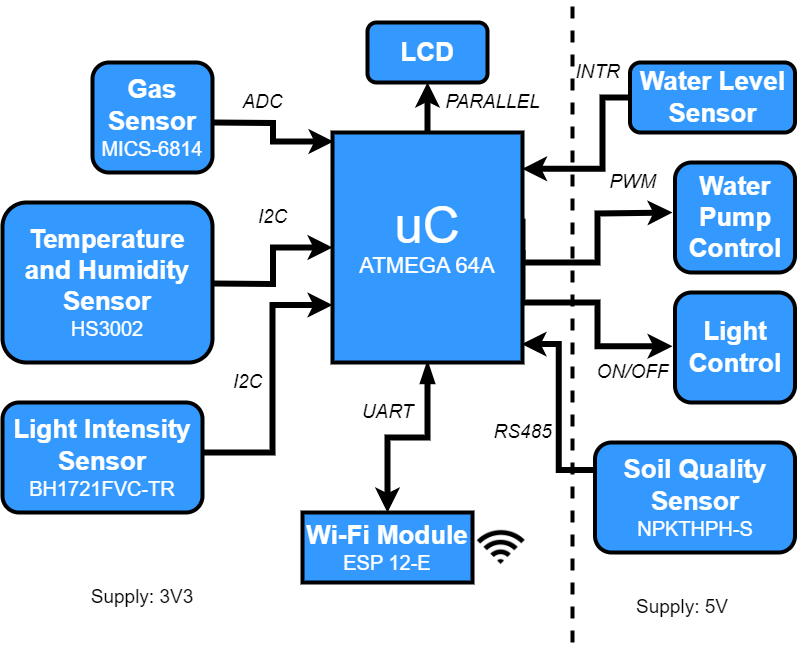 LCD
PARALLEL
Gas
Sensor
MICS-6814
ADC
INTR
Water Level
Sensor
PWM
Water
Pump
Control
Temperature
and Humidity
Sensor
HS3002
I2C
uC
ATMEGA 64A
Light
Control
ON/OFF
I2C
Light Intensity
Sensor
BH1721FVC-TR
UART
RS485
Soil Quality
Sensor
NPKTHPH-S
Wi-Fi Module
ESP 12-E
Supply: 3V3
Supply: 5V